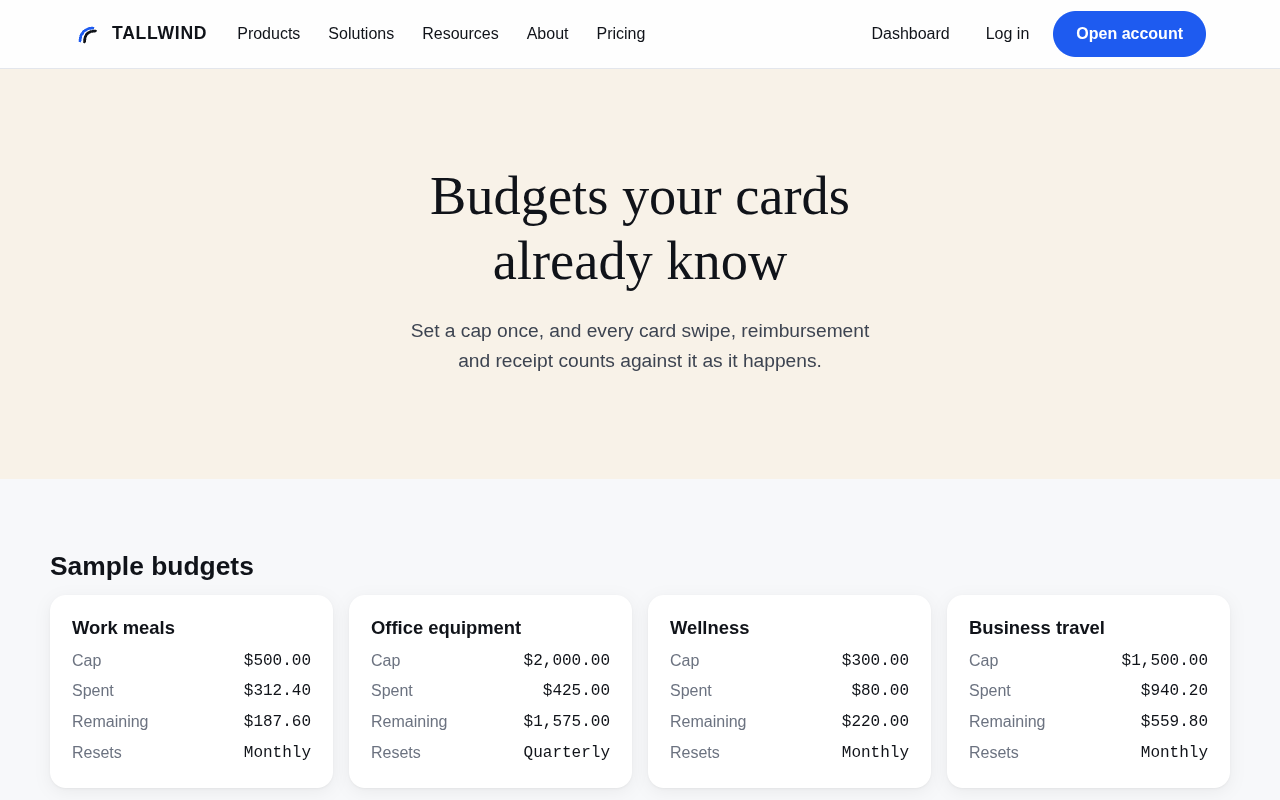 TALLWIND Products Solutions Resources About Pricing Dashboard Log in Open account
Budgets your cards
already know
Set a cap once, and every card swipe, reimbursement
and receipt counts against it as it happens.
Sample budgets
Work meals
Cap $500.00
Spent $312.40
Remaining $187.60
Resets Monthly
Office equipment
Cap $2,000.00
Spent $425.00
Remaining $1,575.00
Resets Quarterly
Wellness
Cap $300.00
Spent $80.00
Remaining $220.00
Resets Monthly
Business travel
Cap $1,500.00
Spent $940.20
Remaining $559.80
Resets Monthly